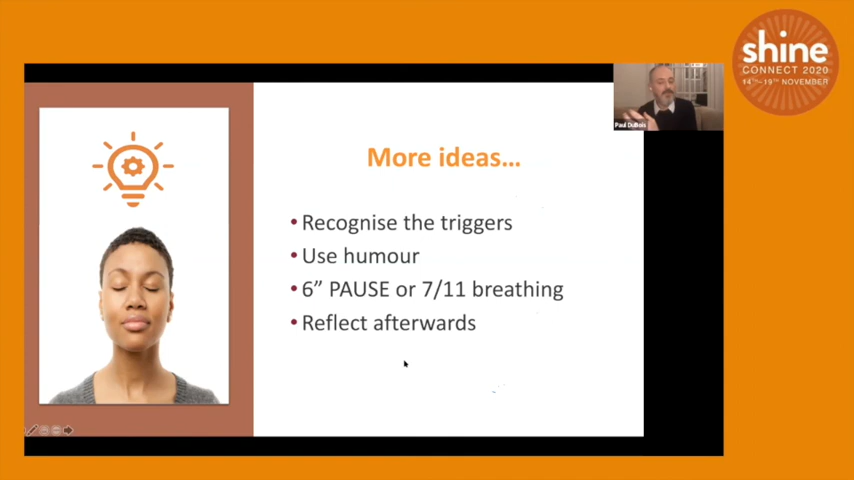 shine
CONNECT 2020
14TH-19TH NOVEMBER
Paul DuBois
More ideas…
• Recognise the triggers
• Use humour
• 6” PAUSE or 7/11 breathing
• Reflect afterwards